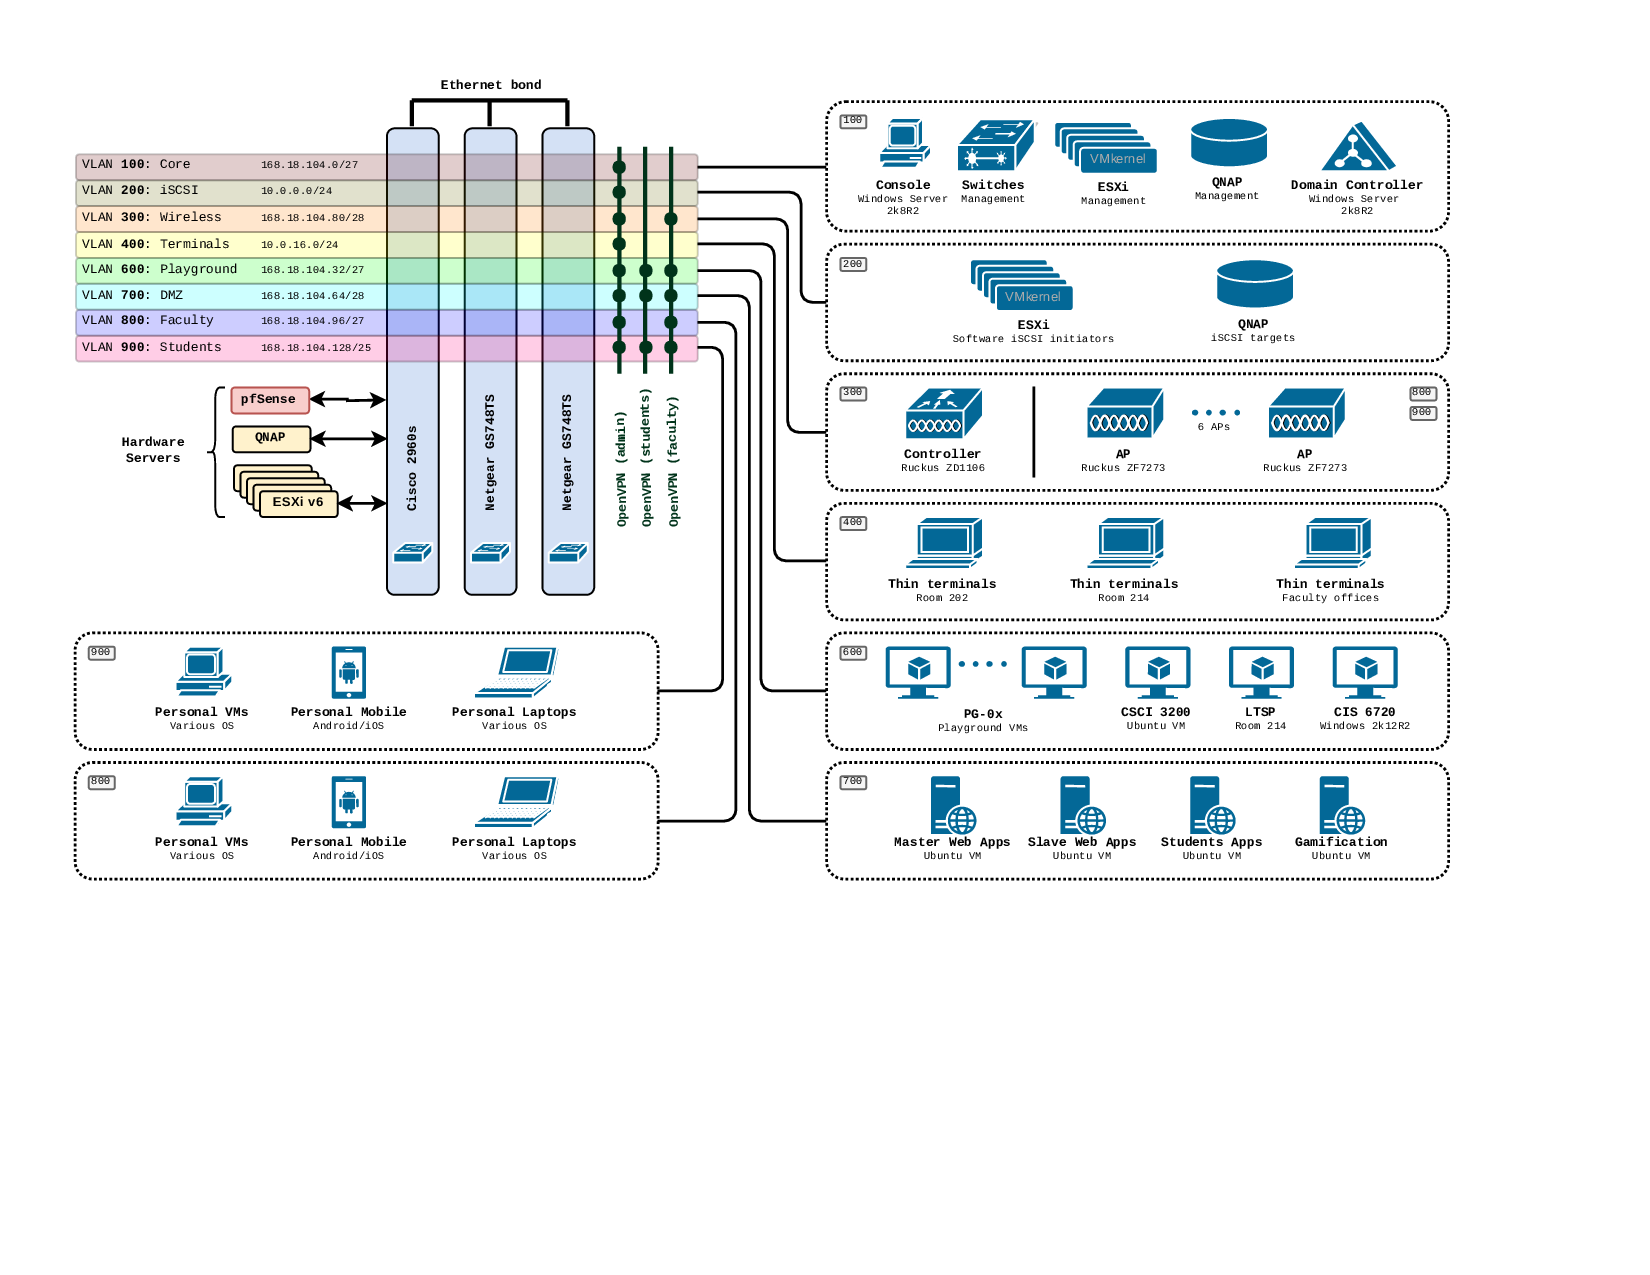 Ethernet bond
VLAN 100: Core 168.18.104.0/27
VLAN 200: iSCSI 10.0.0.0/24
VLAN 300: Wireless 168.18.104.80/28
VLAN 400: Terminals 10.0.16.0/24
VLAN 600: Playground 168.18.104.32/27
VLAN 700: DMZ 168.18.104.64/28
VLAN 800: Faculty 168.18.104.96/27
VLAN 900: Students 168.18.104.128/25
Hardware
Servers
pfSense
QNAP
ESXi v6
Cisco 2960s
Netgear GS748TS
Netgear GS748TS
OpenVPN (admin)
OpenVPN (students)
OpenVPN (faculty)
100
VMkernel
Console
Windows Server
2k8R2
Switches
Management
ESXi
Management
QNAP
Management
Domain Controller
Windows Server
2k8R2
200
VMkernel
ESXi
Software iSCSI initiators
QNAP
iSCSI targets
300
800
900
6 APs
Controller
Ruckus ZD1106
AP
Ruckus ZF7273
AP
Ruckus ZF7273
400
Thin terminals
Room 202
Thin terminals
Room 214
Thin terminals
Faculty offices
900
Personal VMs
Various OS
Personal Mobile
Android/iOS
Personal Laptops
Various OS
600
PG-0x
Playground VMs
CSCI 3200
Ubuntu VM
LTSP
Room 214
CIS 6720
Windows 2k12R2
800
Personal VMs
Various OS
Personal Mobile
Android/iOS
Personal Laptops
Various OS
700
Master Web Apps
Ubuntu VM
Slave Web Apps
Ubuntu VM
Students Apps
Ubuntu VM
Gamification
Ubuntu VM